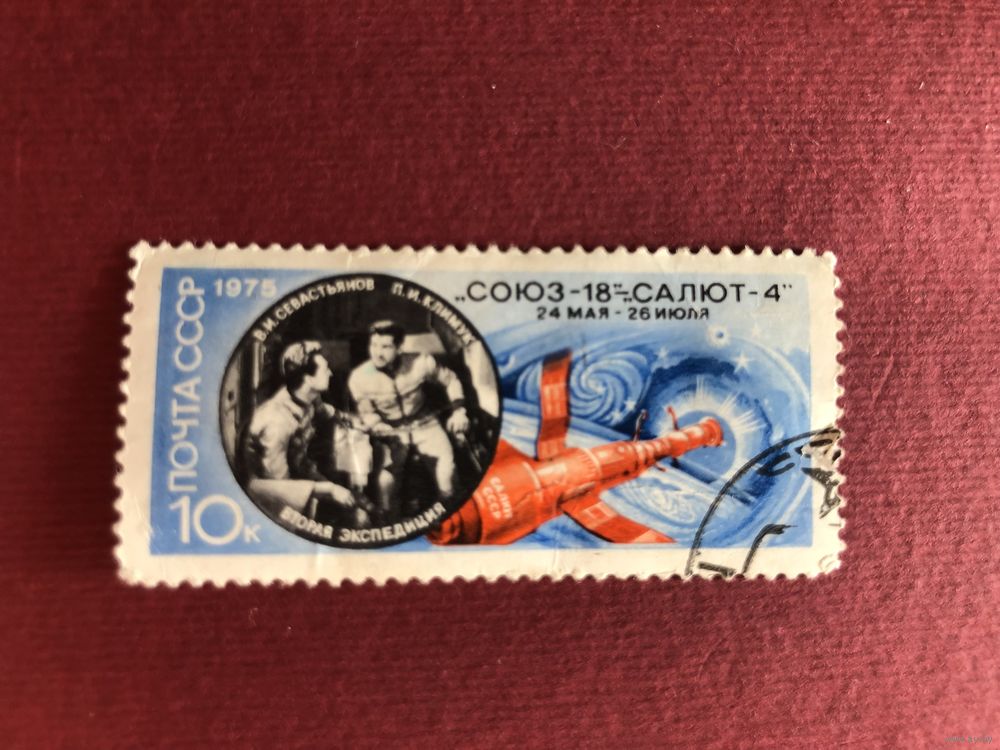 ПОЧТА СССР
1975
10к
В.И. СЕВАСТЬЯНОВ П.И. КЛИМУК
ВТОРАЯ ЭКСПЕДИЦИЯ
„СОЮЗ-18"-„САЛЮТ-4"
24 МАЯ - 26 ИЮЛЯ
САЛЮТ
СССР